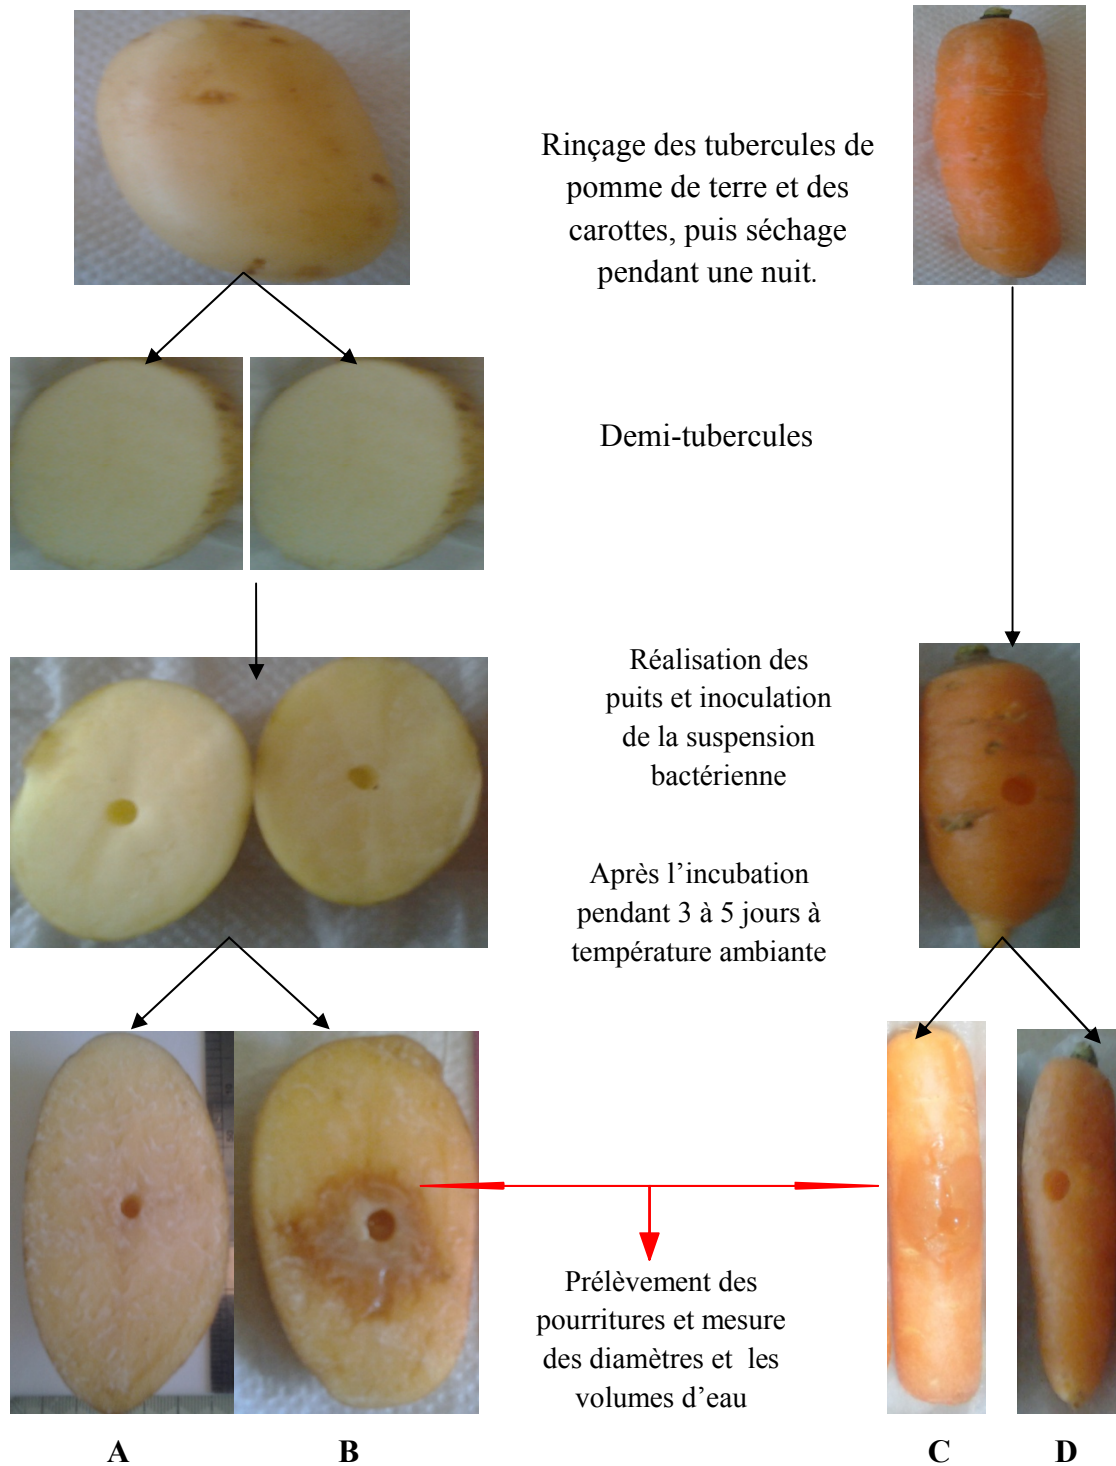 Rinçage des tubercules de
pomme de terre et des
carottes, puis séchage
pendant une nuit.
Demi-tubercules
Réalisation des
puits et inoculation
de la suspension
bactérienne
Après l’incubation
pendant 3 à 5 jours à
température ambiante
Prélèvement des
pourritures et mesure
des diamètres et les
volumes d’eau
A B C D